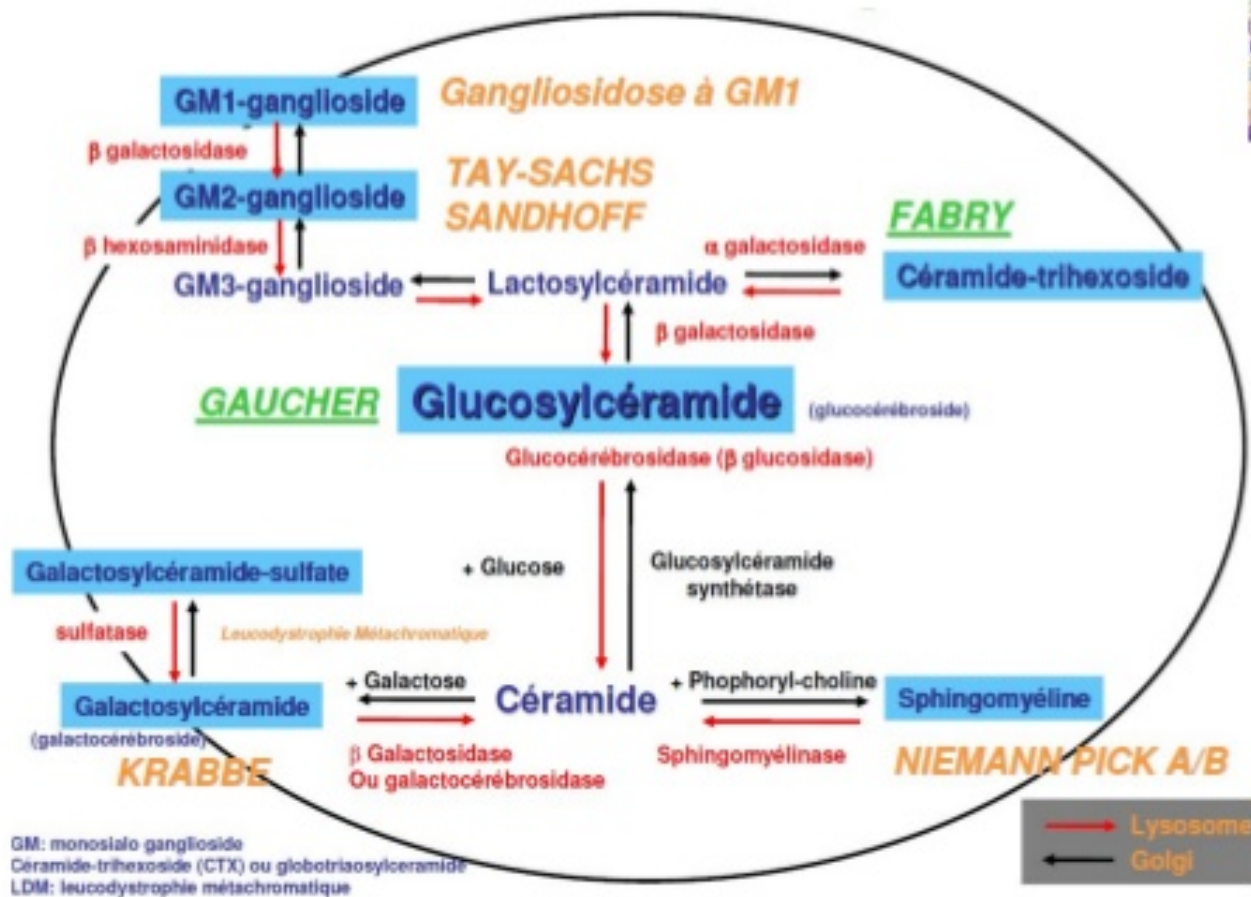 GM1-ganglioside
Gangliosidose à GM1
β galactosidase
GM2-ganglioside
TAY-SACHS
SANDHOFF
β hexosaminidase
GM3-ganglioside
Lactosylcéramide
α galactosidase
FABRY
Céramide-trihexoside
β galactosidase
GAUCHER
Glucosylcéramide
(glucocérébroside)
Glucocérébrosidase (β glucosidase)
+ Glucose
Glucosylcéramide
synthétase
Galactosylcéramide-sulfate
sulfatase
Leucodystrophie Métachromatique
Galactosylcéramide
(galactocérébroside)
KRABBE
+ Galactose
β Galactosidase
Ou galactocérébrosidase
Céramide
+ Phophoryl-choline
Sphingomyélinase
Sphingomyéline
NIEMANN PICK A/B
Lysosome
Golgi
GM: monosialo ganglioside
Céramide-trihexoside (CTX) ou globotriaosylceramide
LDM: leucodystrophie métachromatique